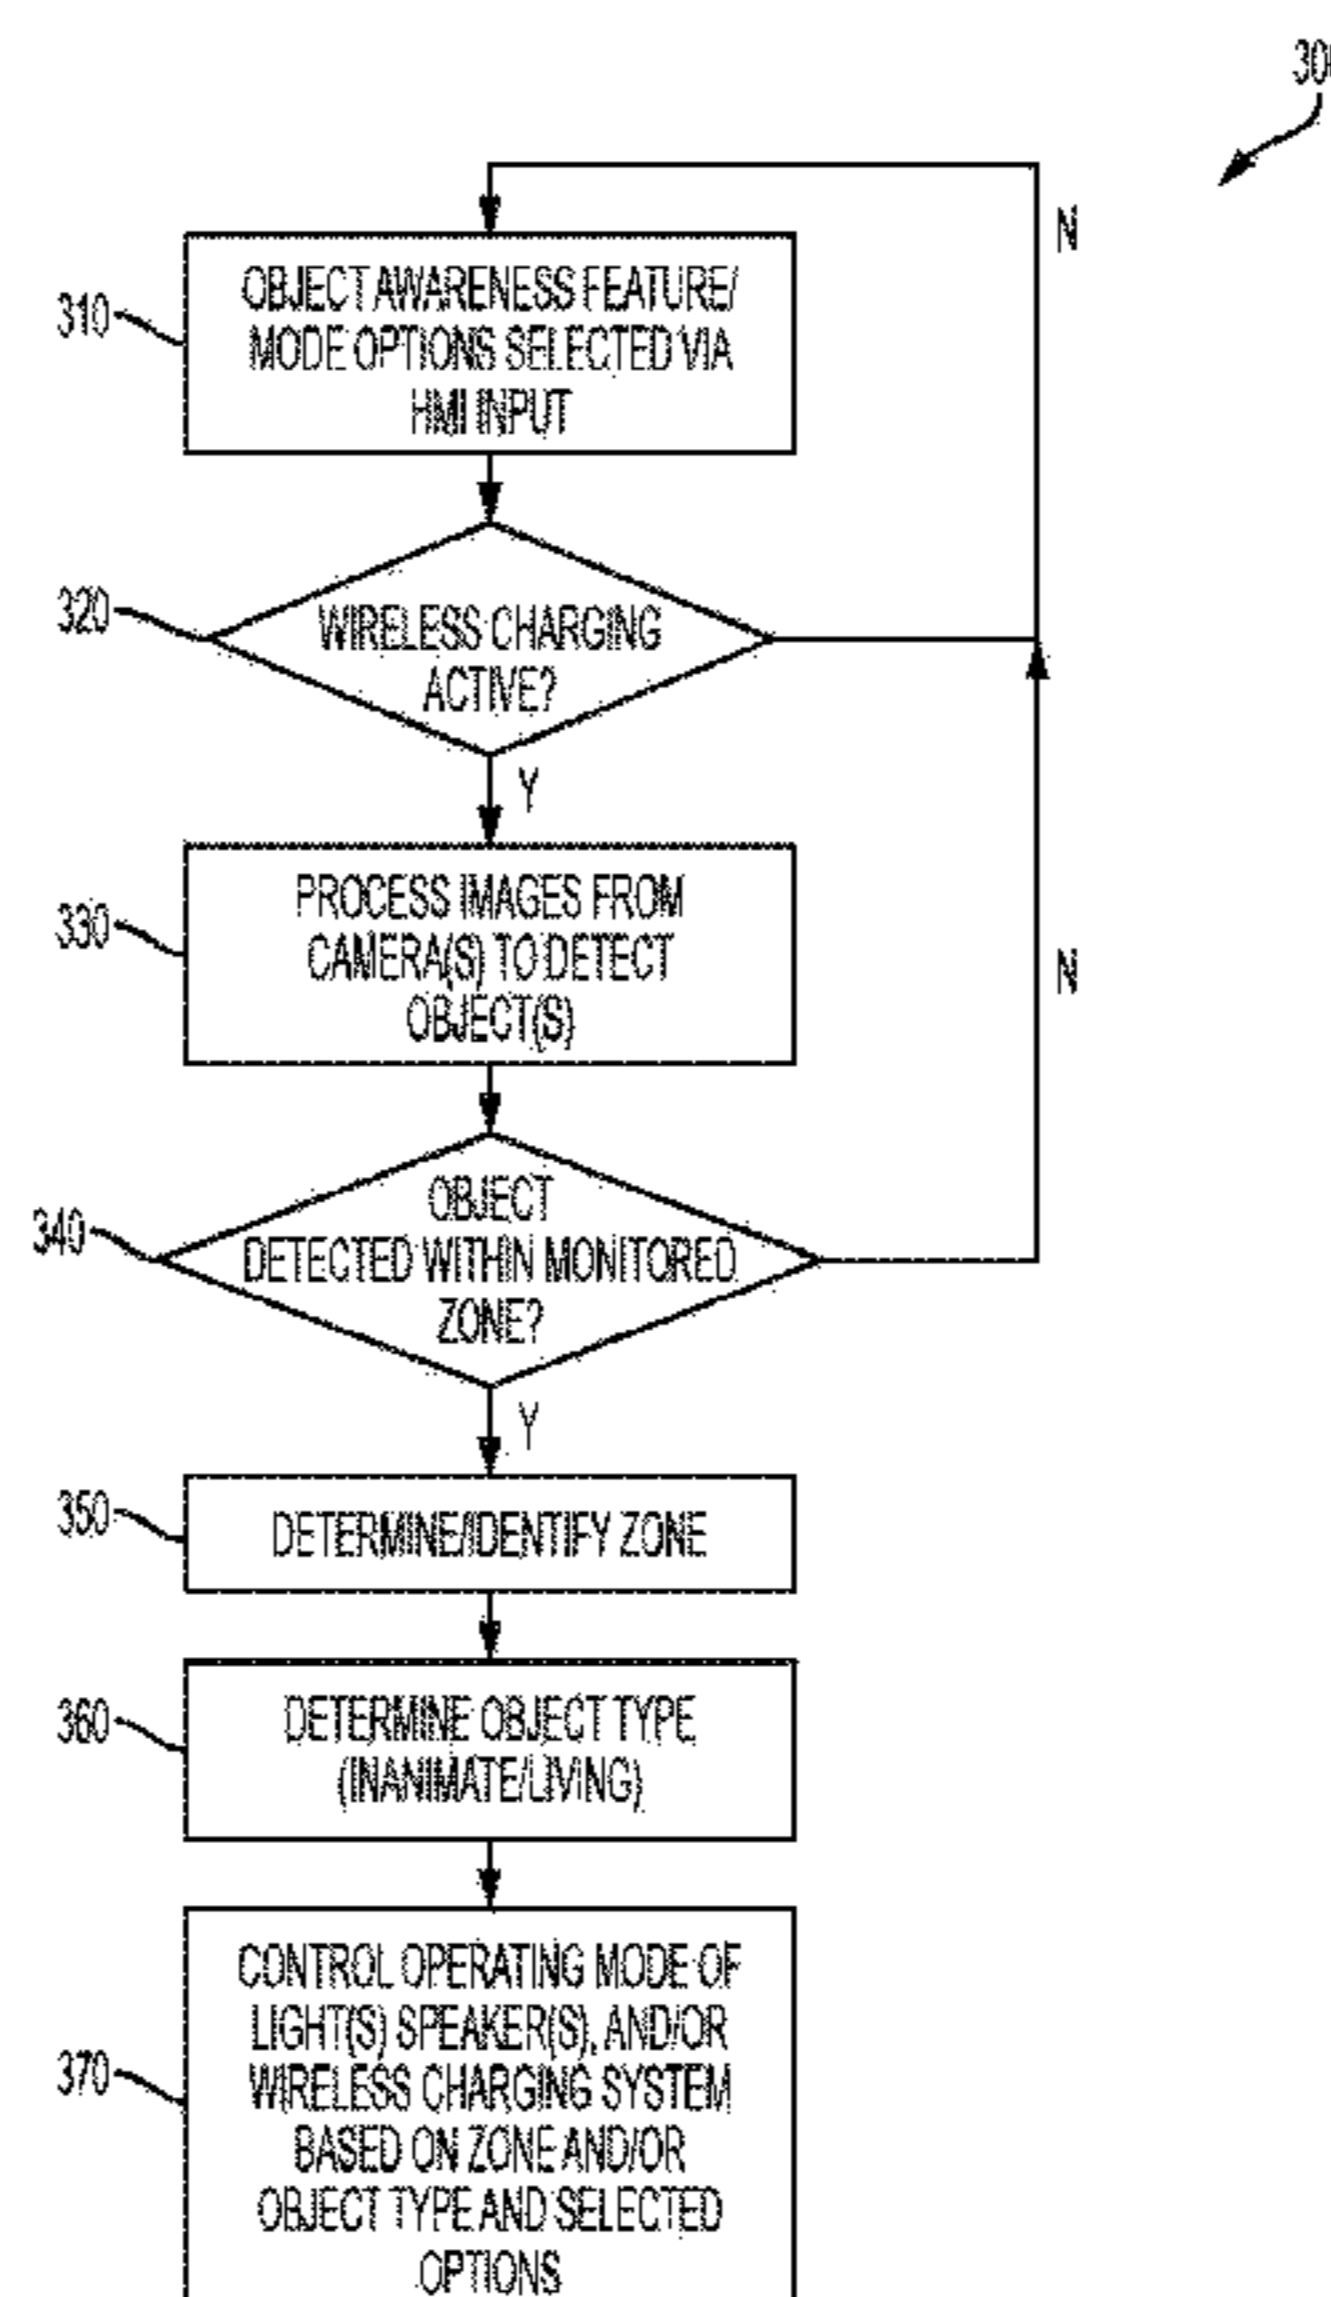 300
N
310
OBJECT AWARENESS FEATURE/
MODE OPTIONS SELECTED VIA
HMI INPUT
320
WIRELESS CHARGING
ACTIVE?
Y
330
PROCESS IMAGES FROM
CAMERA(S) TO DETECT
OBJECT(S)
N
340
OBJECT
DETECTED WITHIN MONITORED
ZONE?
Y
350
DETERMINE/IDENTIFY ZONE
360
DETERMINE OBJECT TYPE
(INANIMATE/LIVING)
370
CONTROL OPERATING MODE OF
LIGHT(S) SPEAKER(S), AND/OR
WIRELESS CHARGING SYSTEM
BASED ON ZONE AND/OR
OBJECT TYPE AND SELECTED
OPTIONS